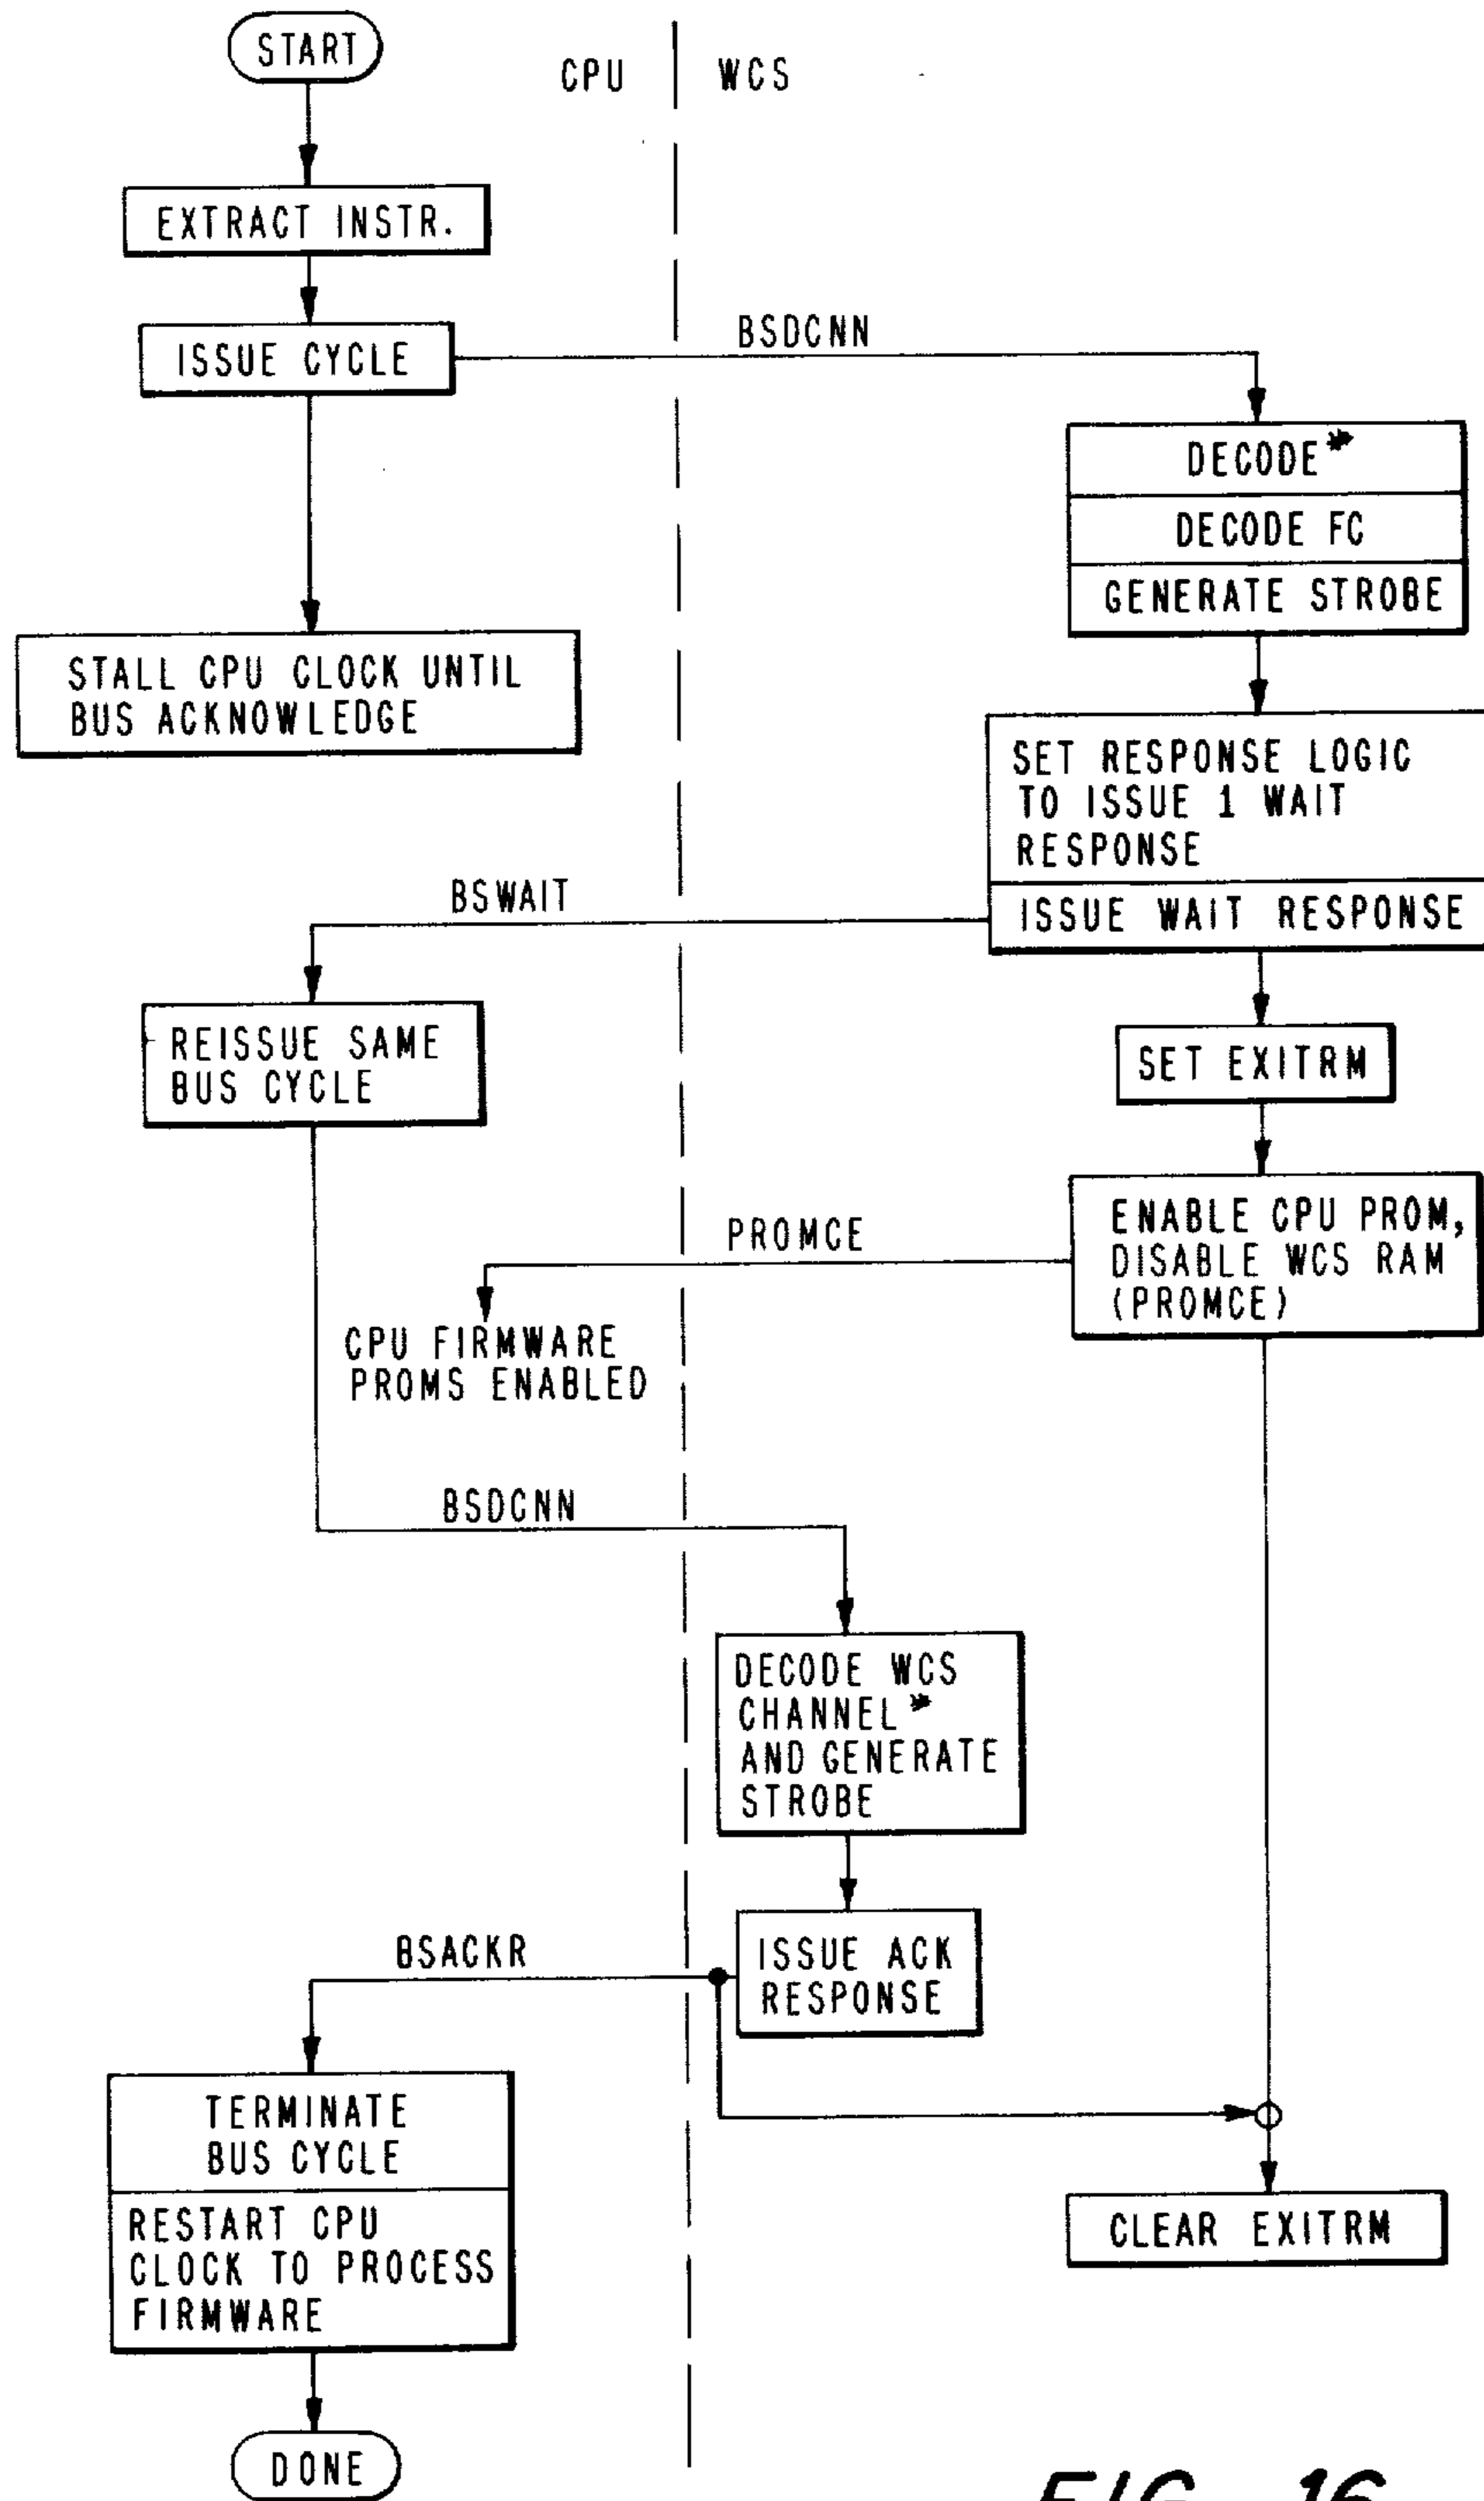 START
CPU
WCS
EXTRACT INSTR.
ISSUE CYCLE
BSDCNN
DECODE*
DECODE FC
GENERATE STROBE
STALL CPU CLOCK UNTIL
BUS ACKNOWLEDGE
SET RESPONSE LOGIC
TO ISSUE 1 WAIT
RESPONSE
ISSUE WAIT RESPONSE
BSWAIT
REISSUE SAME
BUS CYCLE
SET EXITRM
ENABLE CPU PROM,
DISABLE WCS RAM
(PROMCE)
PROMCE
CPU FIRMWARE
PROMS ENABLED
BSDCNN
DECODE WCS
CHANNEL*
AND GENERATE
STROBE
ISSUE ACK
RESPONSE
BSACKR
TERMINATE
BUS CYCLE
RESTART CPU
CLOCK TO PROCESS
FIRMWARE
CLEAR EXITRM
DONE
FIG. 16